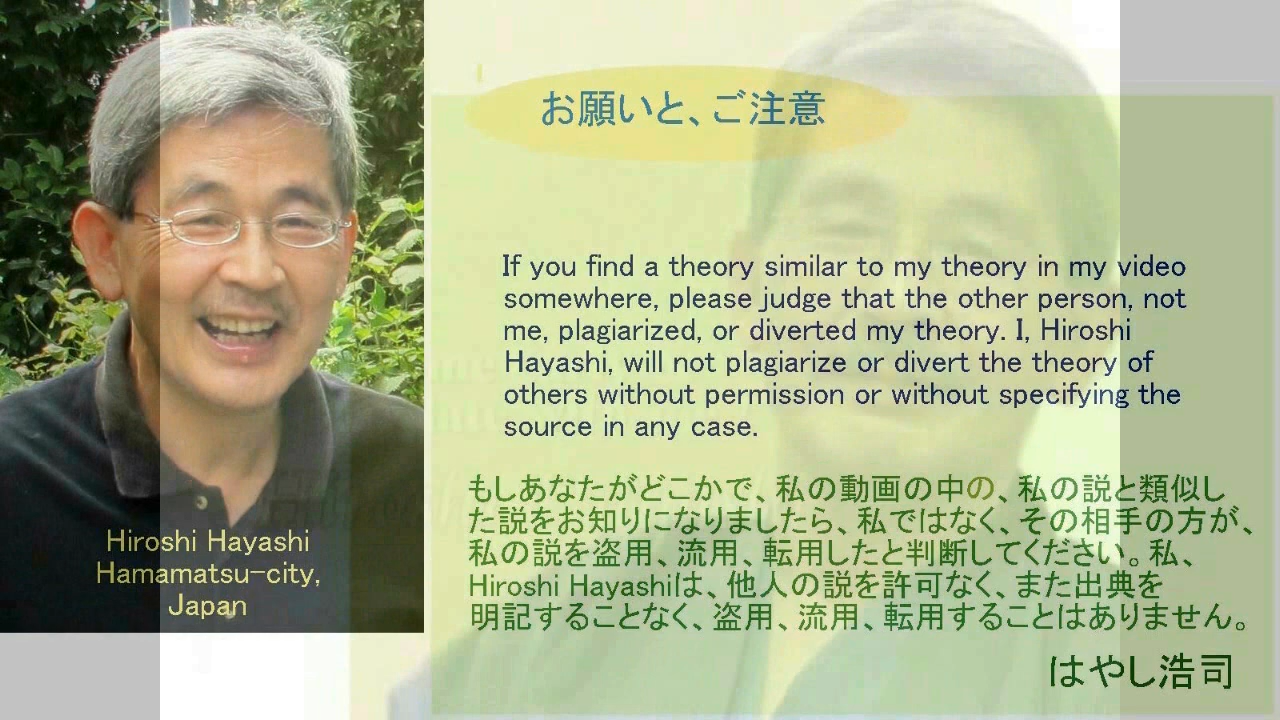 お願いと、ご注意
If you find a theory similar to my theory in my video
somewhere, please judge that the other person, not
me, plagiarized, or diverted my theory. I, Hiroshi
Hayashi, will not plagiarize or divert the theory of
others without permission or without specifying the
source in any case.
もしあなたがどこかで、私の動画の中の、私の説と類似し
た説をお知りになりましたら、私ではなく、その相手の方が、
私の説を盗用、流用、転用したと判断してください。私、
Hiroshi Hayashiは、他人の説を許可なく、また出典を
明記することなく、盗用、流用、転用することはありません。
はやし浩司
Hiroshi Hayashi
Hamamatsu-city,
Japan